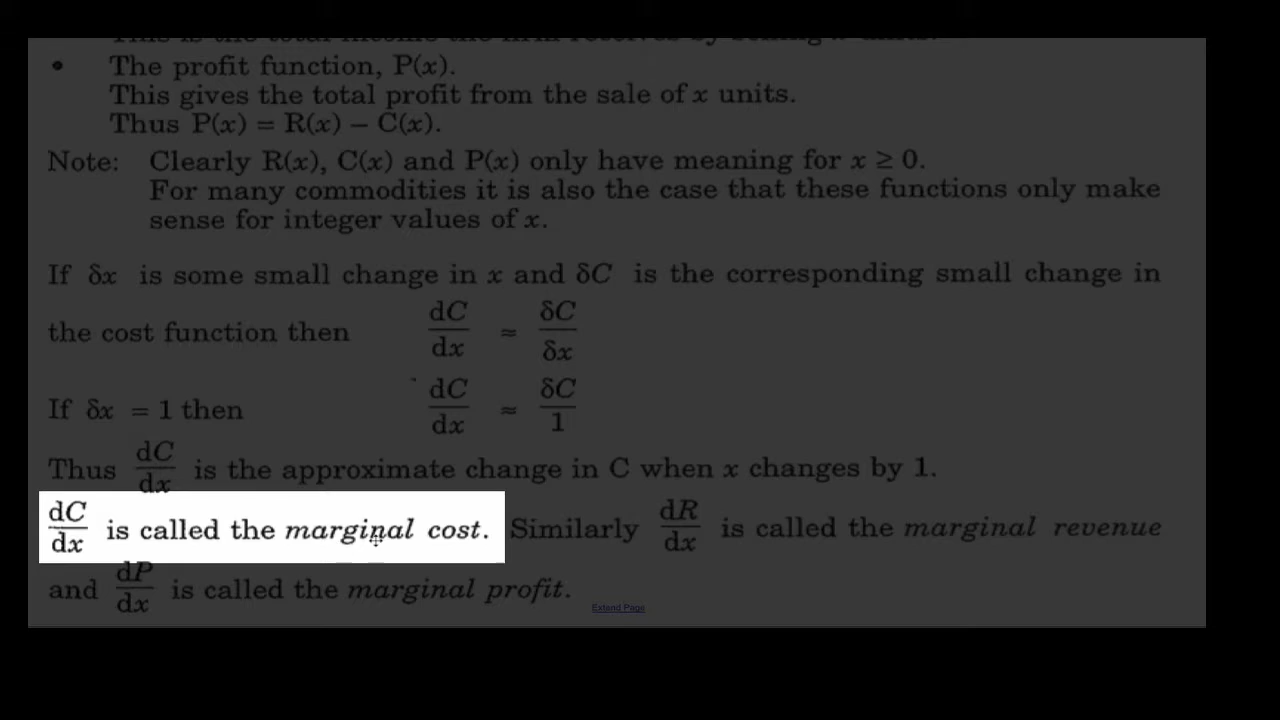 • The profit function, P(x).
This gives the total profit from the sale of x units.
Thus P(x) = R(x) – C(x).
Note: Clearly R(x), C(x) and P(x) only have meaning for x ≥ 0.
For many commodities it is also the case that these functions only make
sense for integer values of x.
If δx is some small change in x and δC is the corresponding small change in
the cost function then dC/dx ≈ δC/δx
If δx = 1 then dC/dx ≈ δC/1
Thus dC/dx is the approximate change in C when x changes by 1.
dC/dx is called the marginal cost. Similarly dR/dx is called the marginal revenue
and dP/dx is called the marginal profit.
Extend Page